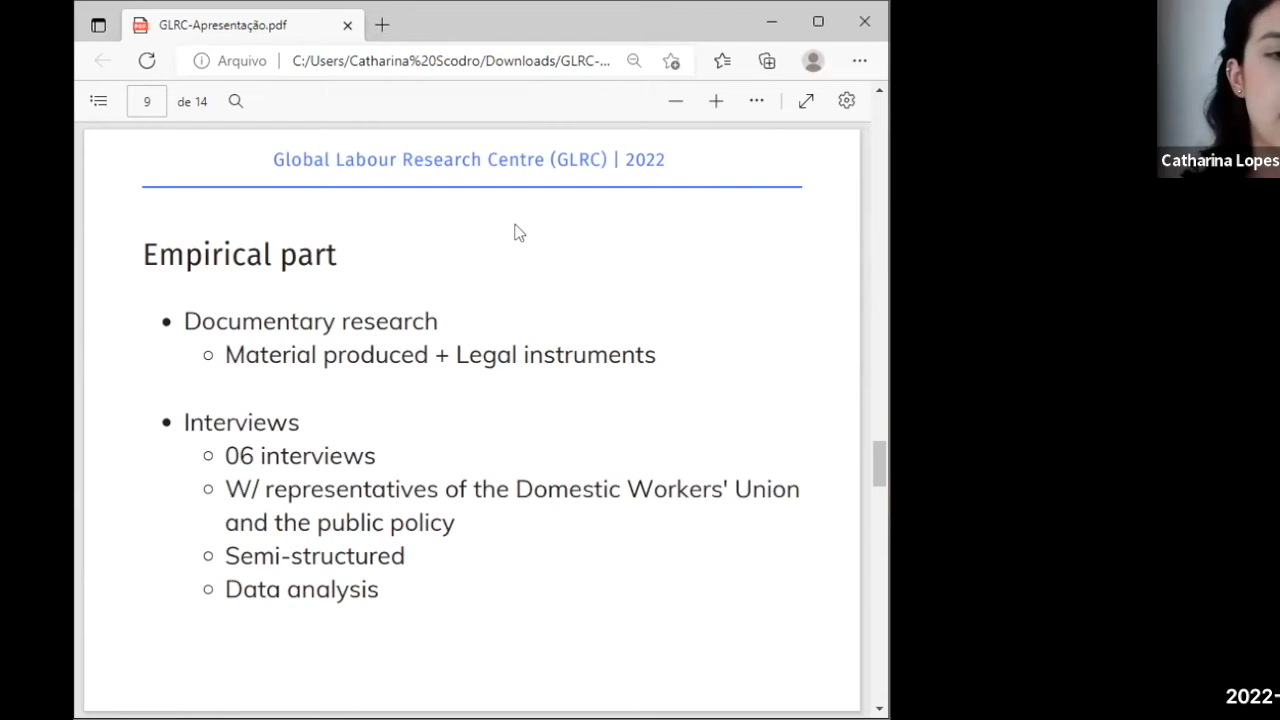 GLRC-Apresentação.pdf
Arquivo
C:/Users/Catharina%20Scodro/Downloads/GLRC-...
9 de 14
Global Labour Research Centre (GLRC) | 2022
Empirical part
• Documentary research
○ Material produced + Legal instruments
• Interviews
○ 06 interviews
○ W/ representatives of the Domestic Workers' Union
and the public policy
○ Semi-structured
○ Data analysis
Catharina Lopes
2022-